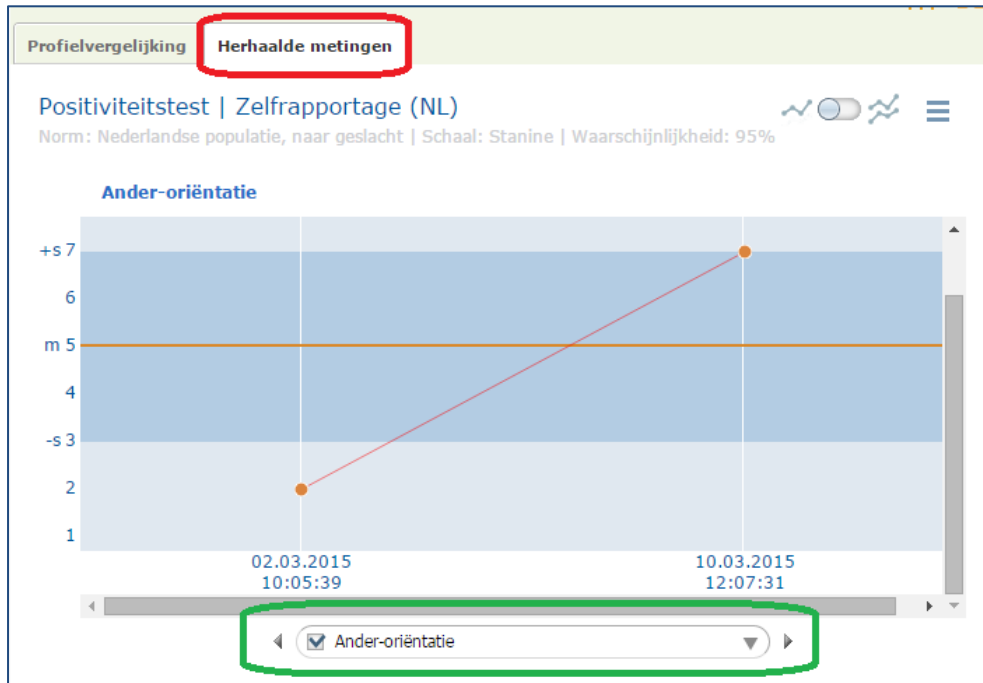 Profielvergelijking
Herhaalde metingen
Positiviteitstest | Zelfrapportage (NL)
Norm: Nederlandse populatie, naar geslacht | Schaal: Stanine | Waarschijnlijkheid: 95%
Ander-oriëntatie
+s 7
6
m 5
4
-s 3
2
1
02.03.2015
10:05:39
10.03.2015
12:07:31
Ander-oriëntatie